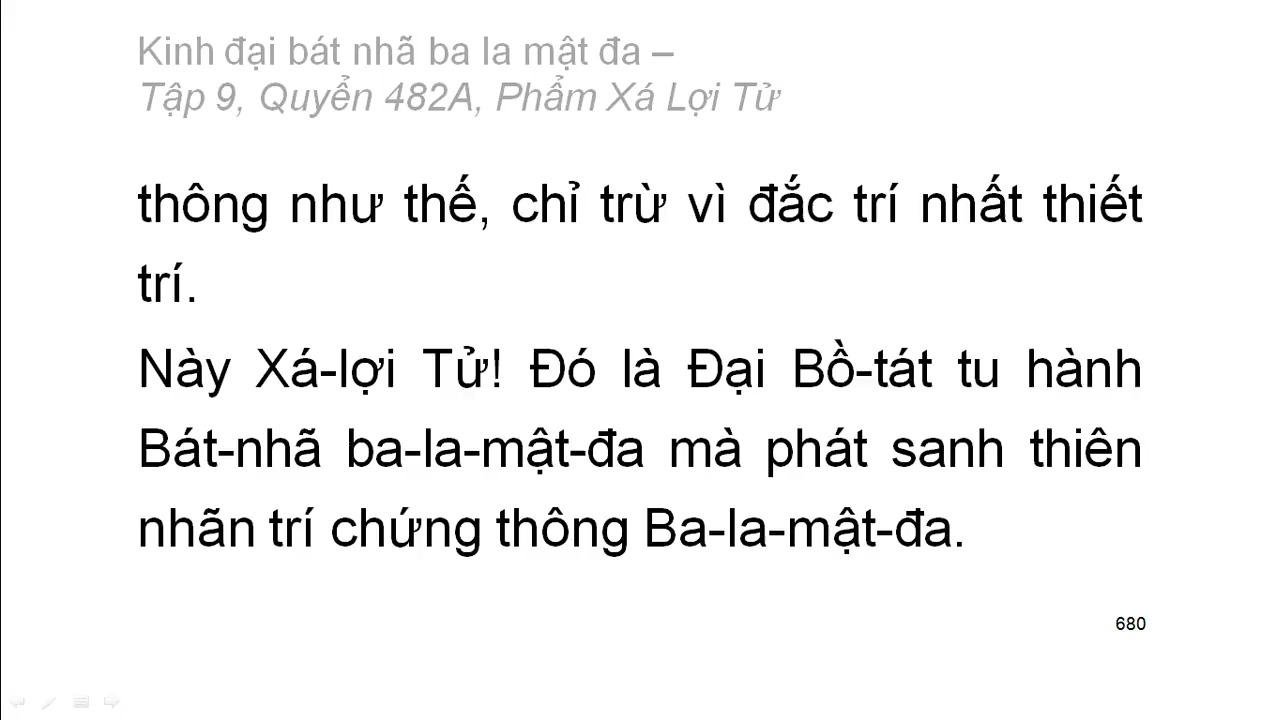 Kinh đại bát nhã ba la mật đa –
Tập 9, Quyển 482A, Phẩm Xá Lợi Tử
thông như thế, chỉ trừ vì đắc trí nhất thiết
trí.
Này Xá-lợi Tử! Đó là Đại Bồ-tát tu hành
Bát-nhã ba-la-mật-đa mà phát sanh thiên
nhãn trí chứng thông Ba-la-mật-đa.
680